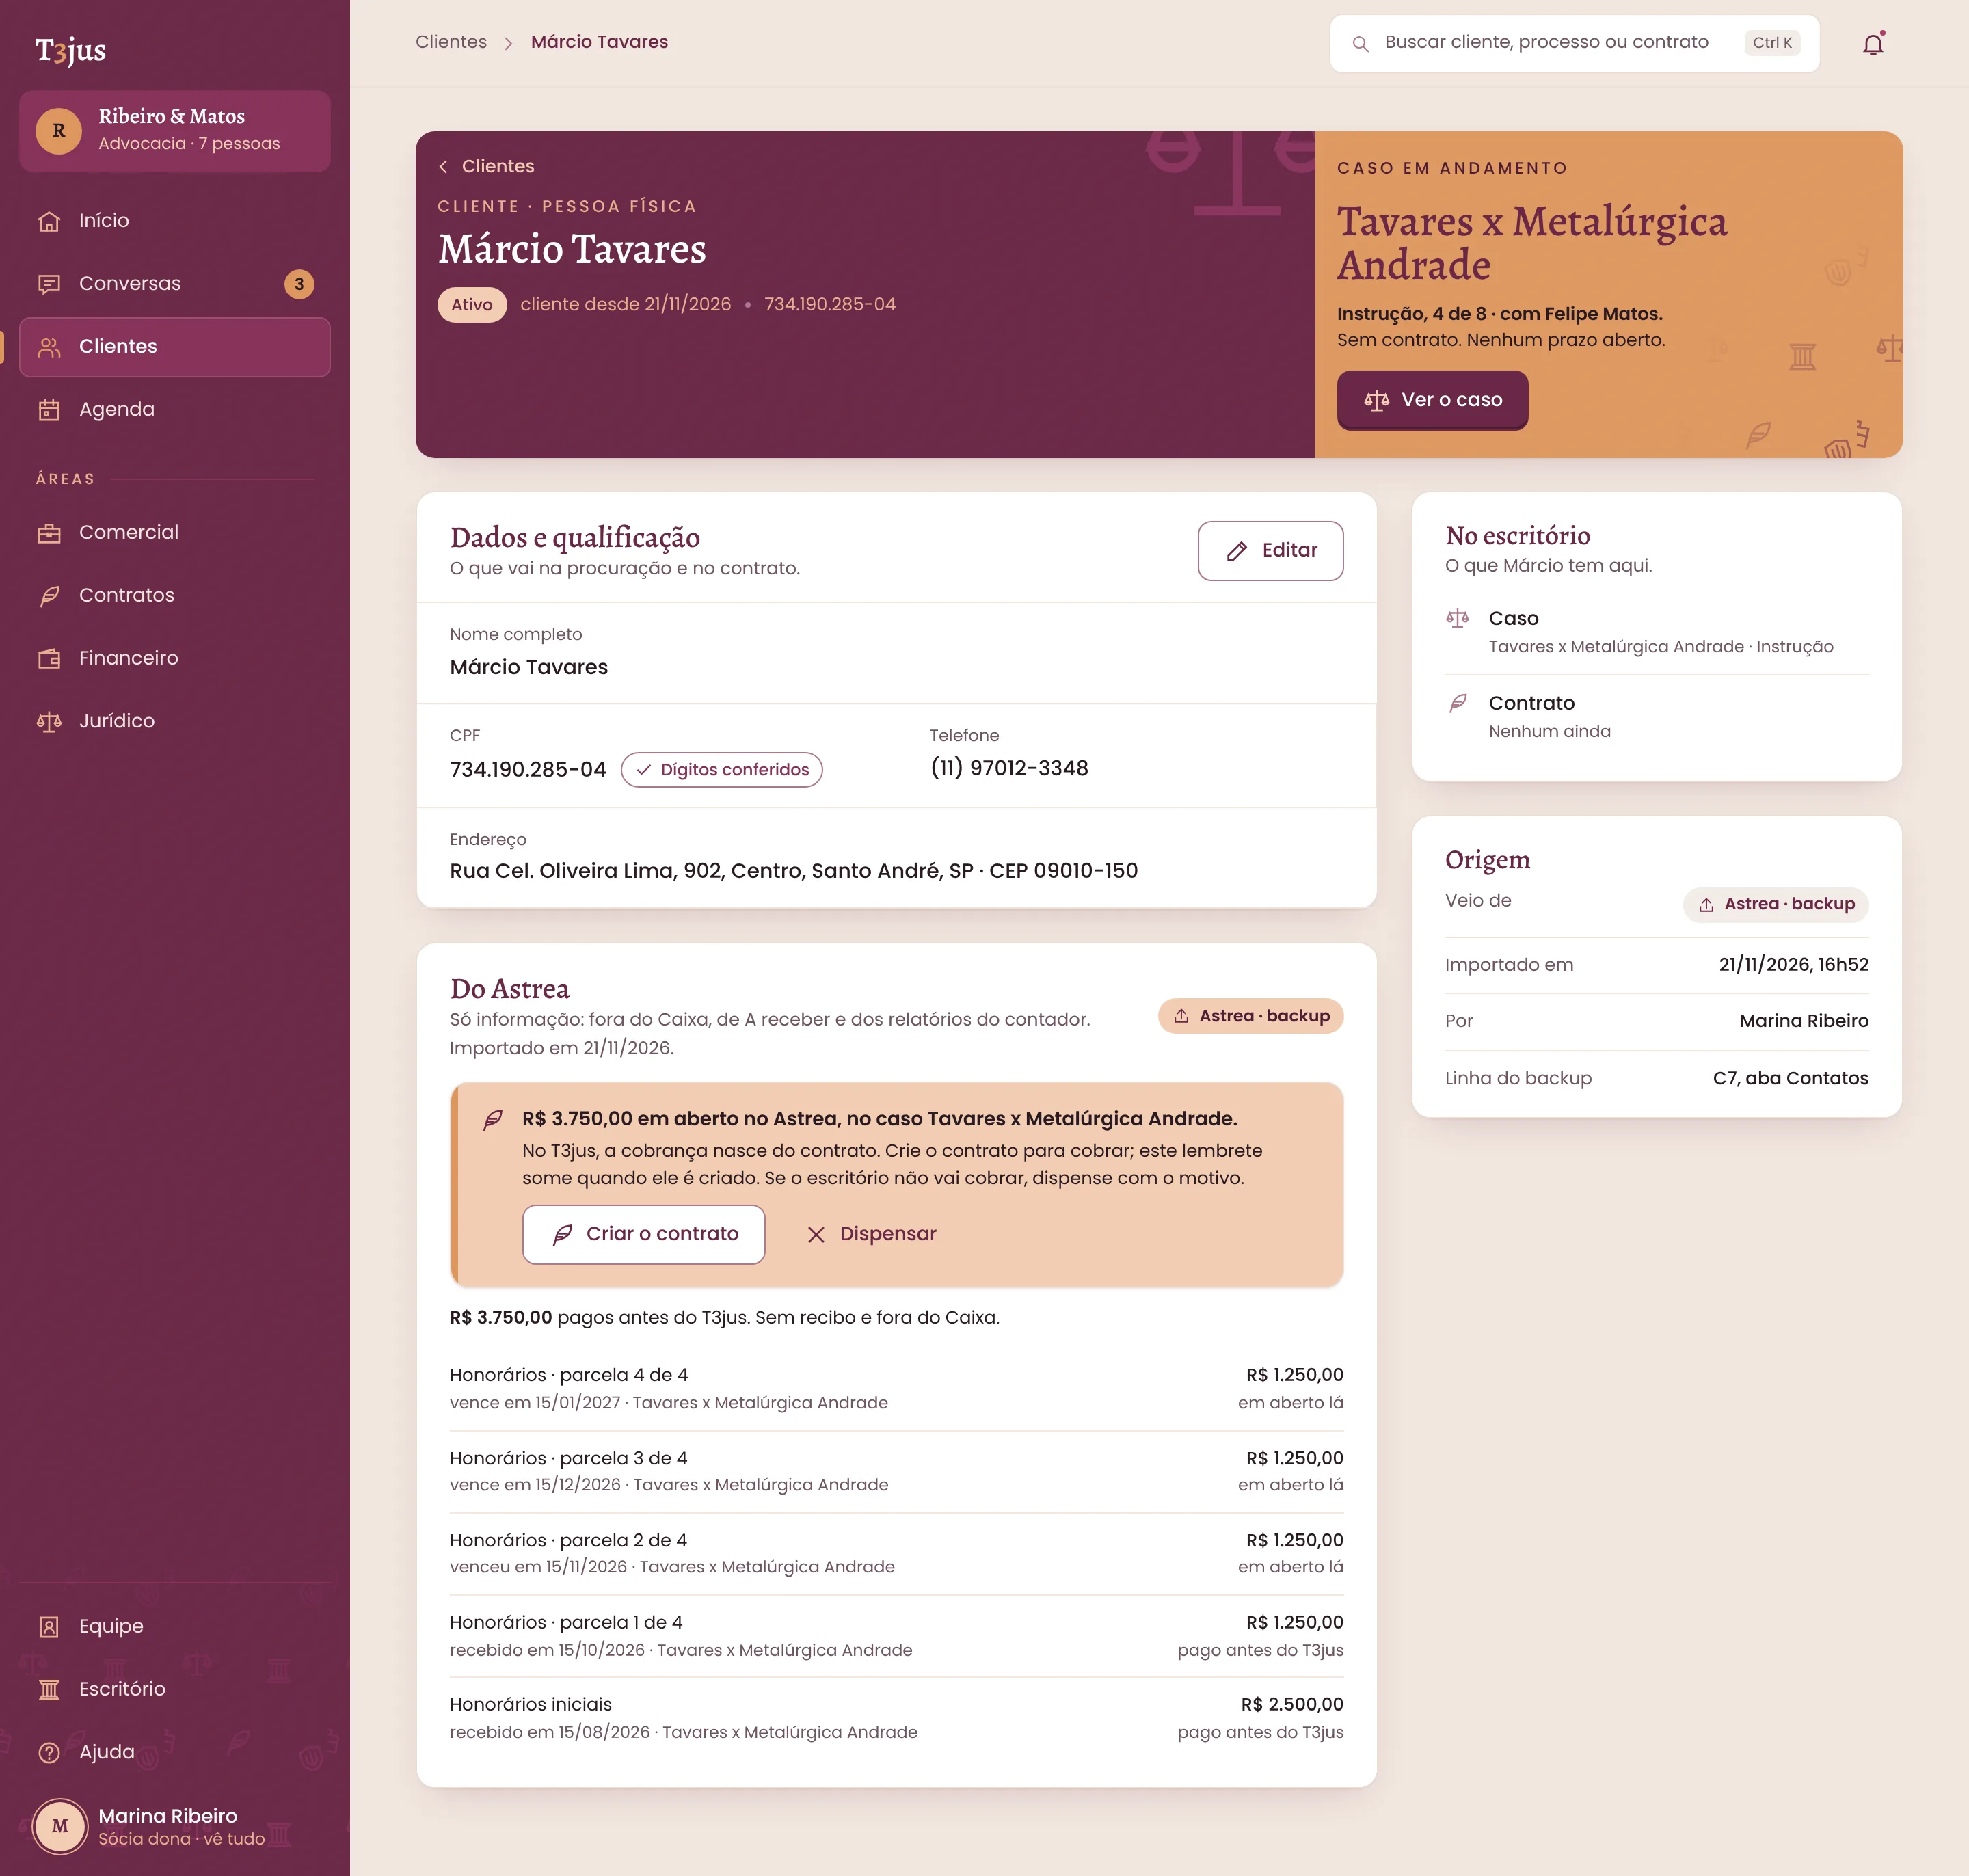 T3jus
R
Ribeiro & Matos
Advocacia · 7 pessoas
Início
Conversas
3
Clientes
Agenda
ÁREAS
Comercial
Contratos
Financeiro
Jurídico
Equipe
Escritório
Ajuda
M
Marina Ribeiro
Sócia dona · vê tudo
Clientes
Márcio Tavares
Buscar cliente, processo ou contrato
Ctrl K
Clientes
CLIENTE · PESSOA FÍSICA
Márcio Tavares
Ativo
cliente desde 21/11/2026 • 734.190.285-04
CASO EM ANDAMENTO
Tavares x Metalúrgica
Andrade
Instrução, 4 de 8 · com Felipe Matos.
Sem contrato. Nenhum prazo aberto.
Ver o caso
Dados e qualificação
O que vai na procuração e no contrato.
Editar
Nome completo
Márcio Tavares
CPF
734.190.285-04
Dígitos conferidos
Telefone
(11) 97012-3348
Endereço
Rua Cel. Oliveira Lima, 902, Centro, Santo André, SP · CEP 09010-150
No escritório
O que Márcio tem aqui.
Caso
Tavares x Metalúrgica Andrade · Instrução
Contrato
Nenhum ainda
Origem
Veio de
Astrea · backup
Importado em
21/11/2026, 16h52
Por
Marina Ribeiro
Linha do backup
C7, aba Contatos
Do Astrea
Só informação: fora do Caixa, de A receber e dos relatórios do contador.
Importado em 21/11/2026.
Astrea · backup
R$ 3.750,00 em aberto no Astrea, no caso Tavares x Metalúrgica Andrade.
No T3jus, a cobrança nasce do contrato. Crie o contrato para cobrar; este lembrete
some quando ele é criado. Se o escritório não vai cobrar, dispense com o motivo.
Criar o contrato
Dispensar
R$ 3.750,00 pagos antes do T3jus. Sem recibo e fora do Caixa.
Honorários · parcela 4 de 4
R$ 1.250,00
vence em 15/01/2027 · Tavares x Metalúrgica Andrade
em aberto lá
Honorários · parcela 3 de 4
R$ 1.250,00
vence em 15/12/2026 · Tavares x Metalúrgica Andrade
em aberto lá
Honorários · parcela 2 de 4
R$ 1.250,00
venceu em 15/11/2026 · Tavares x Metalúrgica Andrade
em aberto lá
Honorários · parcela 1 de 4
R$ 1.250,00
recebido em 15/10/2026 · Tavares x Metalúrgica Andrade
pago antes do T3jus
Honorários iniciais
R$ 2.500,00
recebido em 15/08/2026 · Tavares x Metalúrgica Andrade
pago antes do T3jus